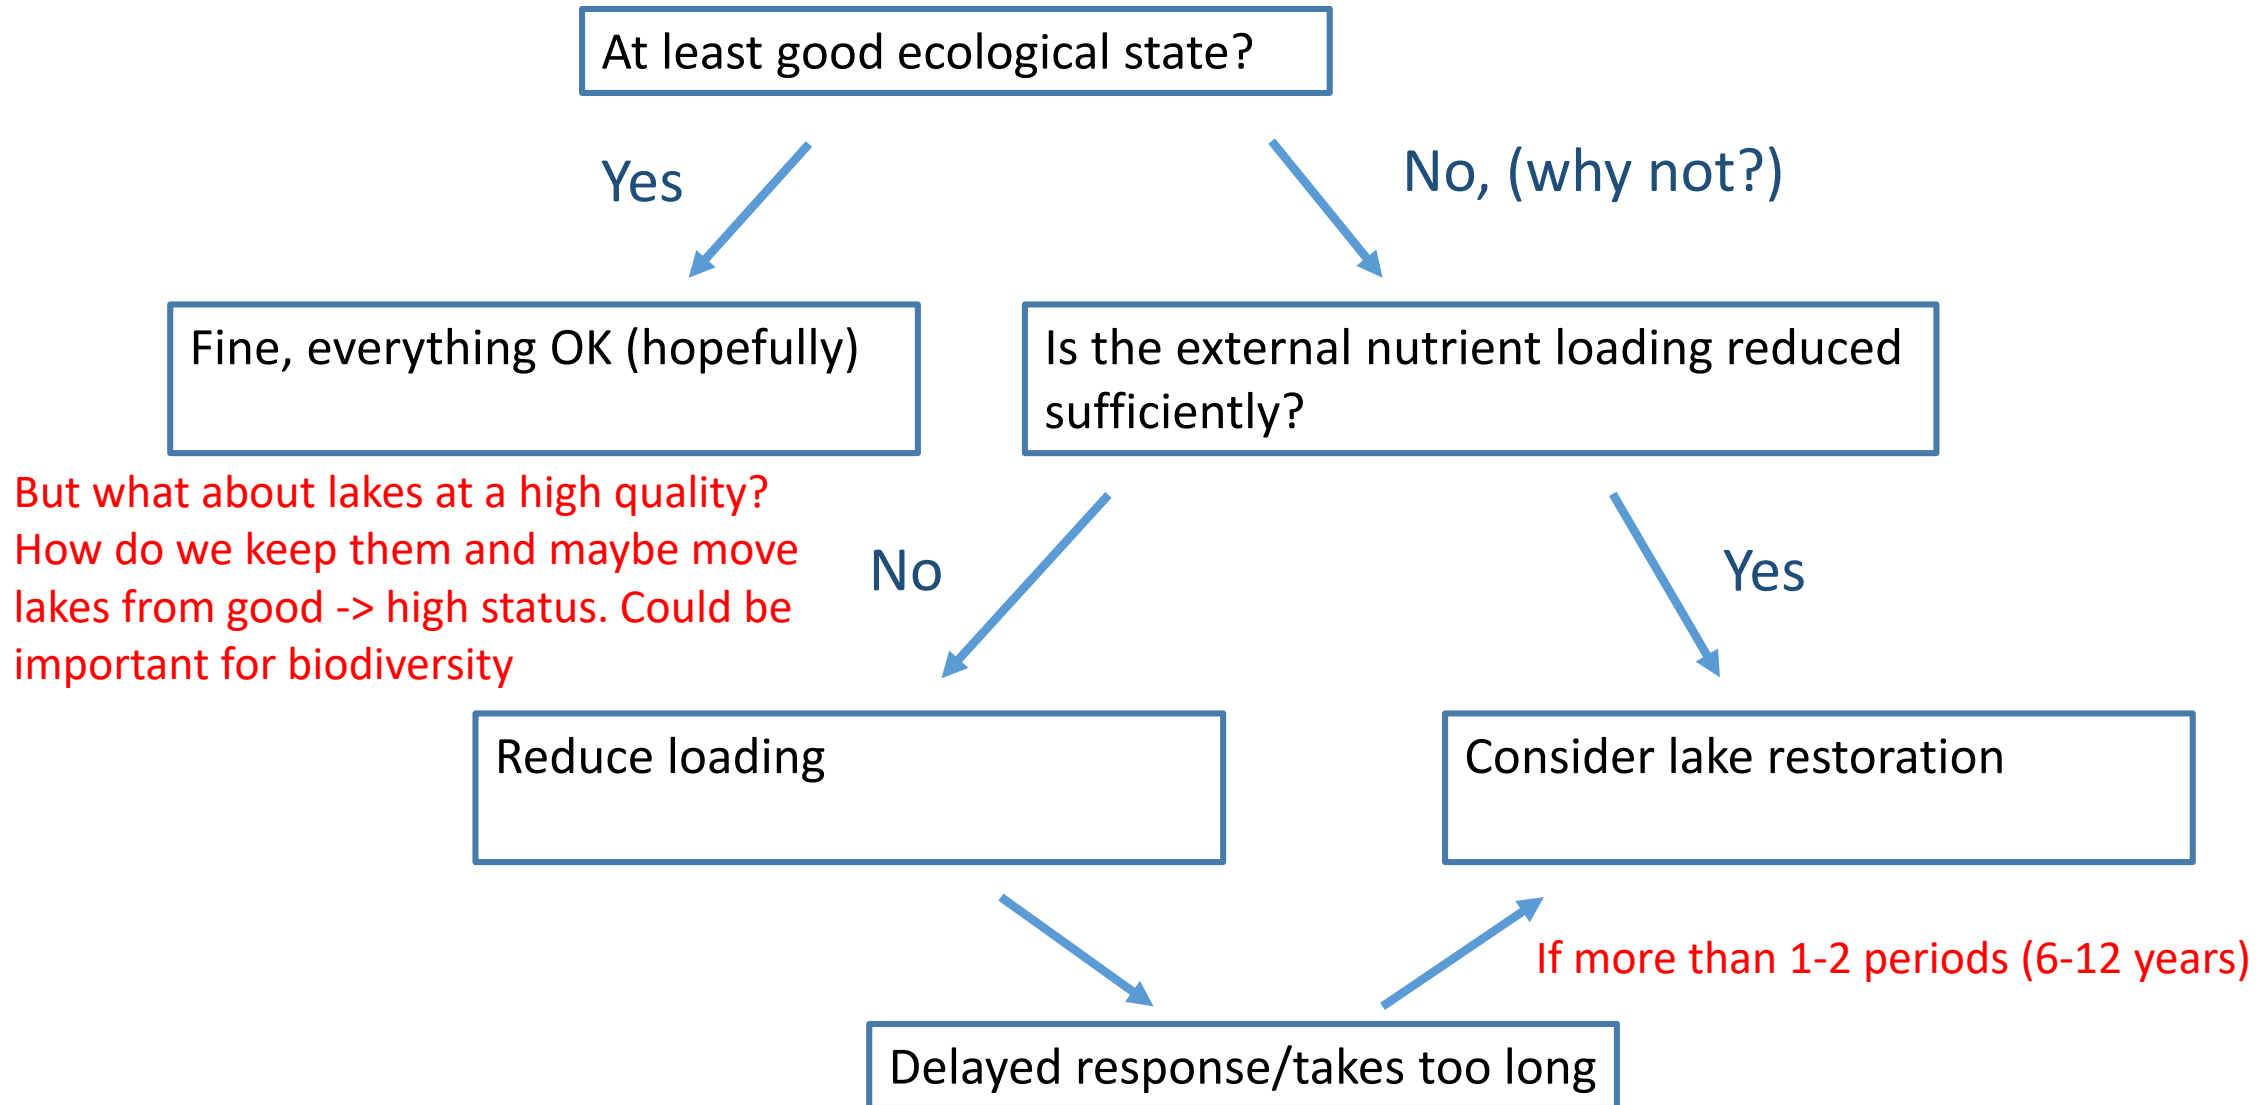 At least good ecological state?
Yes
No, (why not?)
Fine, everything OK (hopefully)
Is the external nutrient loading reduced
sufficiently?
But what about lakes at a high quality?
How do we keep them and maybe move
lakes from good -> high status. Could be
important for biodiversity
No
Yes
Reduce loading
Consider lake restoration
If more than 1-2 periods (6-12 years)
Delayed response/takes too long